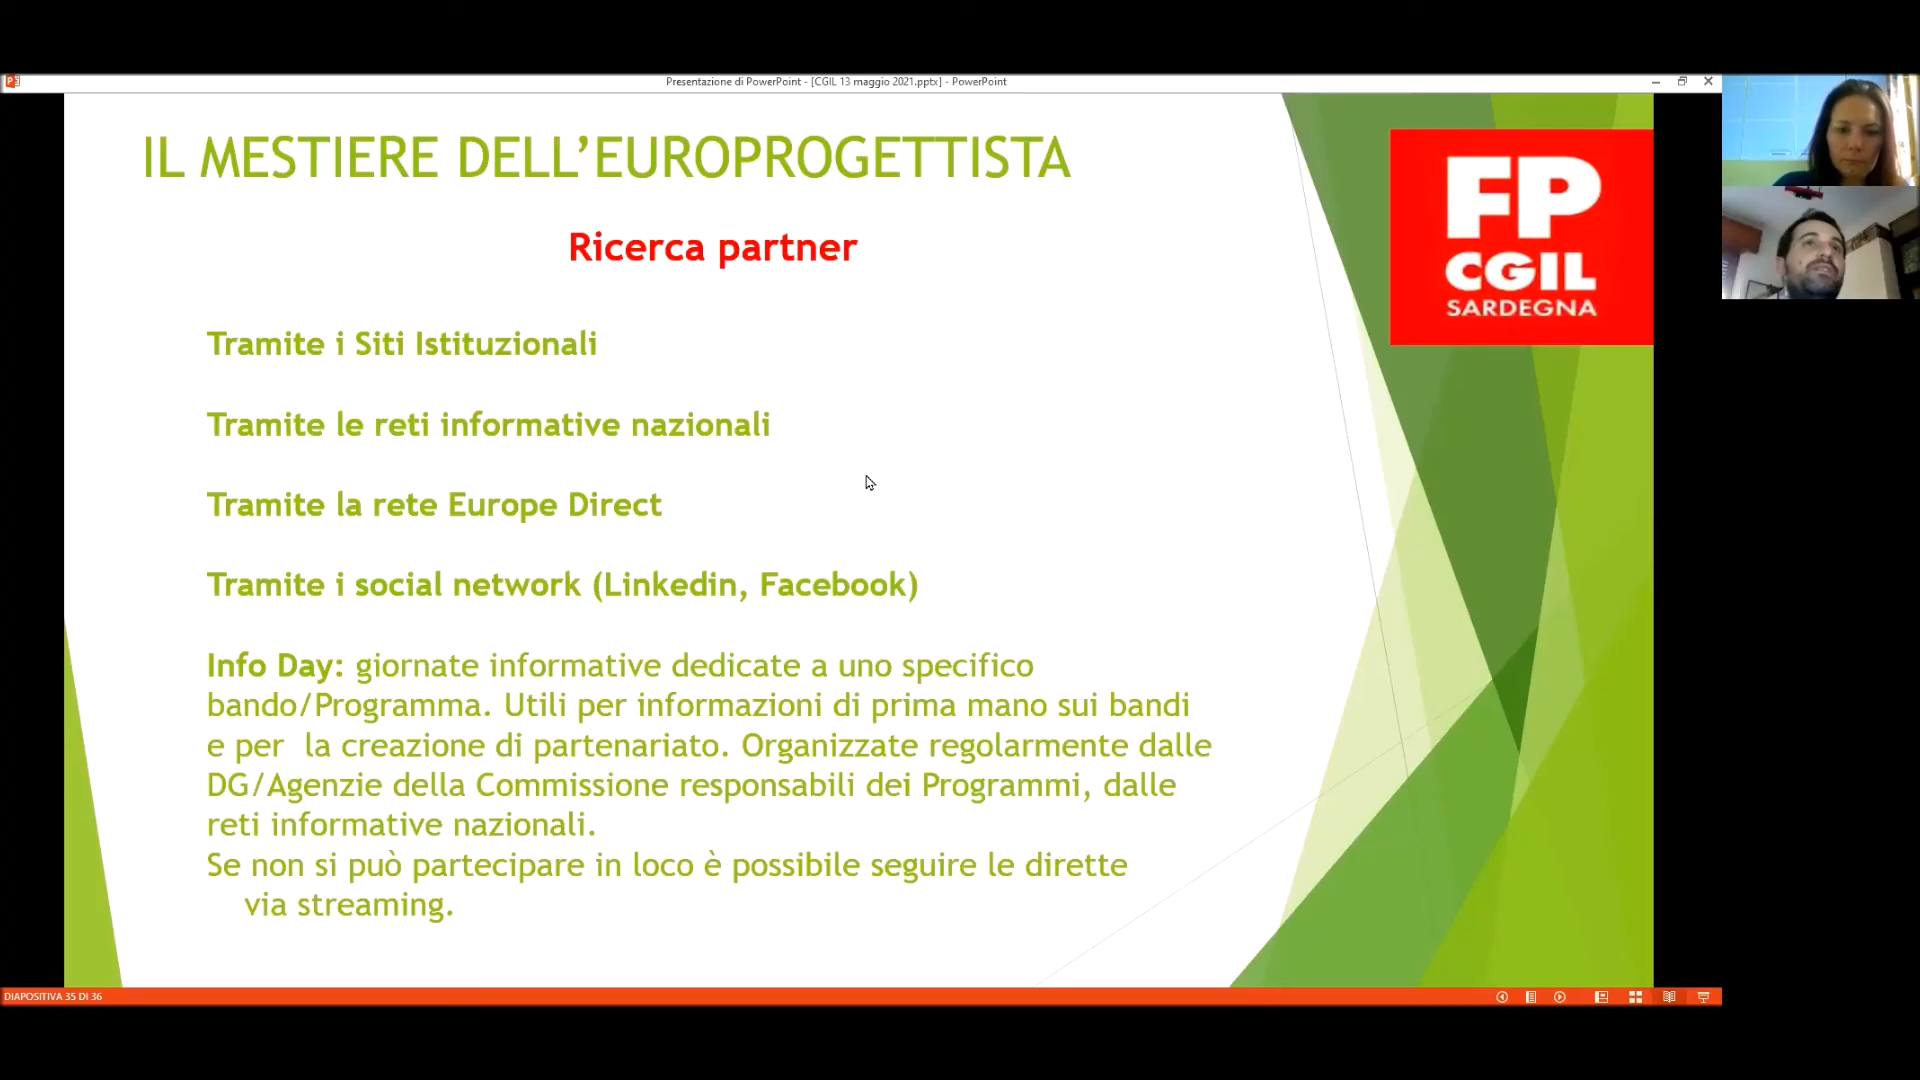 Presentazione di PowerPoint - [CGIL 13 maggio 2021.pptx] - PowerPoint
IL MESTIERE DELL’EUROPROGETTISTA
FP
CGIL
SARDEGNA
Ricerca partner
Tramite i Siti Istituzionali
Tramite le reti informative nazionali
Tramite la rete Europe Direct
Tramite i social network (Linkedin, Facebook)
Info Day: giornate informative dedicate a uno specifico
bando/Programma. Utili per informazioni di prima mano sui bandi
e per la creazione di partenariato. Organizzate regolarmente dalle
DG/Agenzie della Commissione responsabili dei Programmi, dalle
reti informative nazionali.
Se non si può partecipare in loco è possibile seguire le dirette
via streaming.
DIAPOSITIVA 35 DI 36